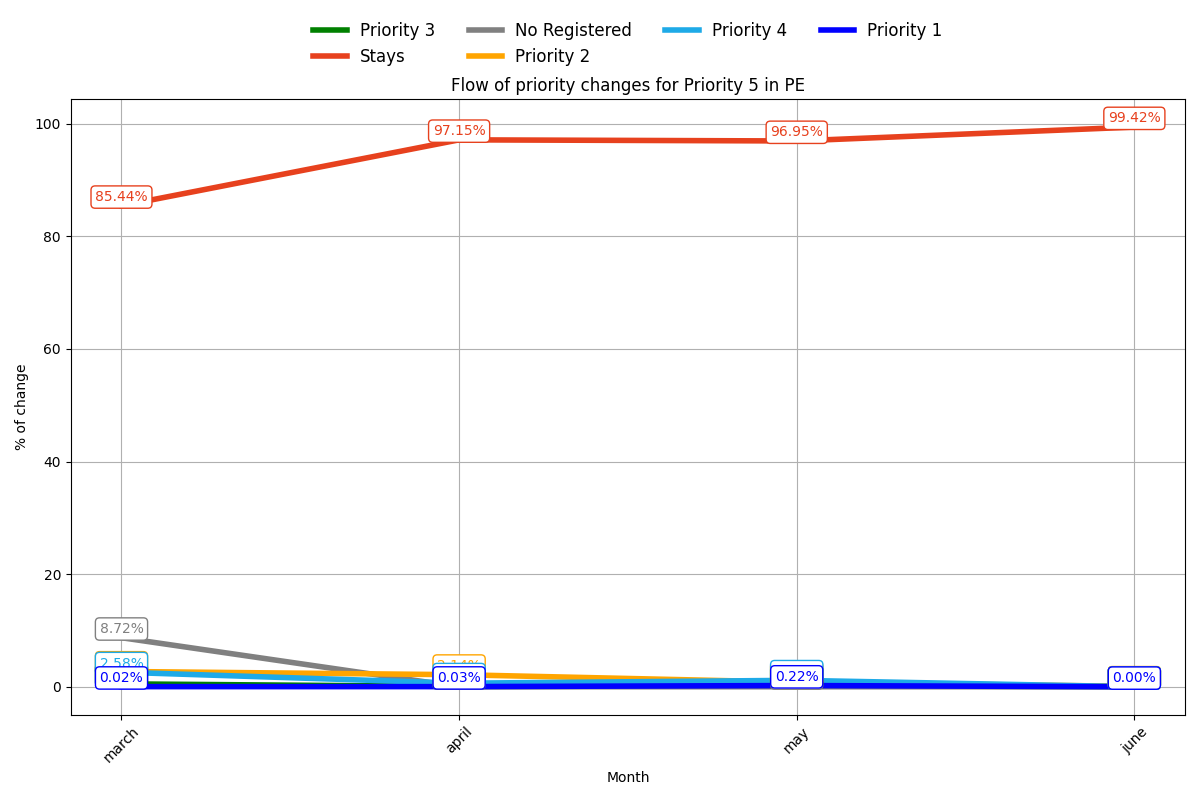 Priority 3 No Registered Priority 4 Priority 1
Stays Priority 2
Flow of priority changes for Priority 5 in PE
100
80
60
40
20
0
% of change
85.44%
97.15%
96.95%
99.42%
8.72%
2.58%
0.02%
2.14%
0.03%
0.22%
0.00%
march april may june
Month